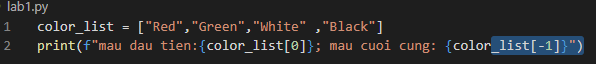 lab1.py
1 color_list = ["Red","Green","White" ,"Black"]
2 print(f"mau dau tien:{color_list[0]}; mau cuoi cung: {color_list[-1]}")